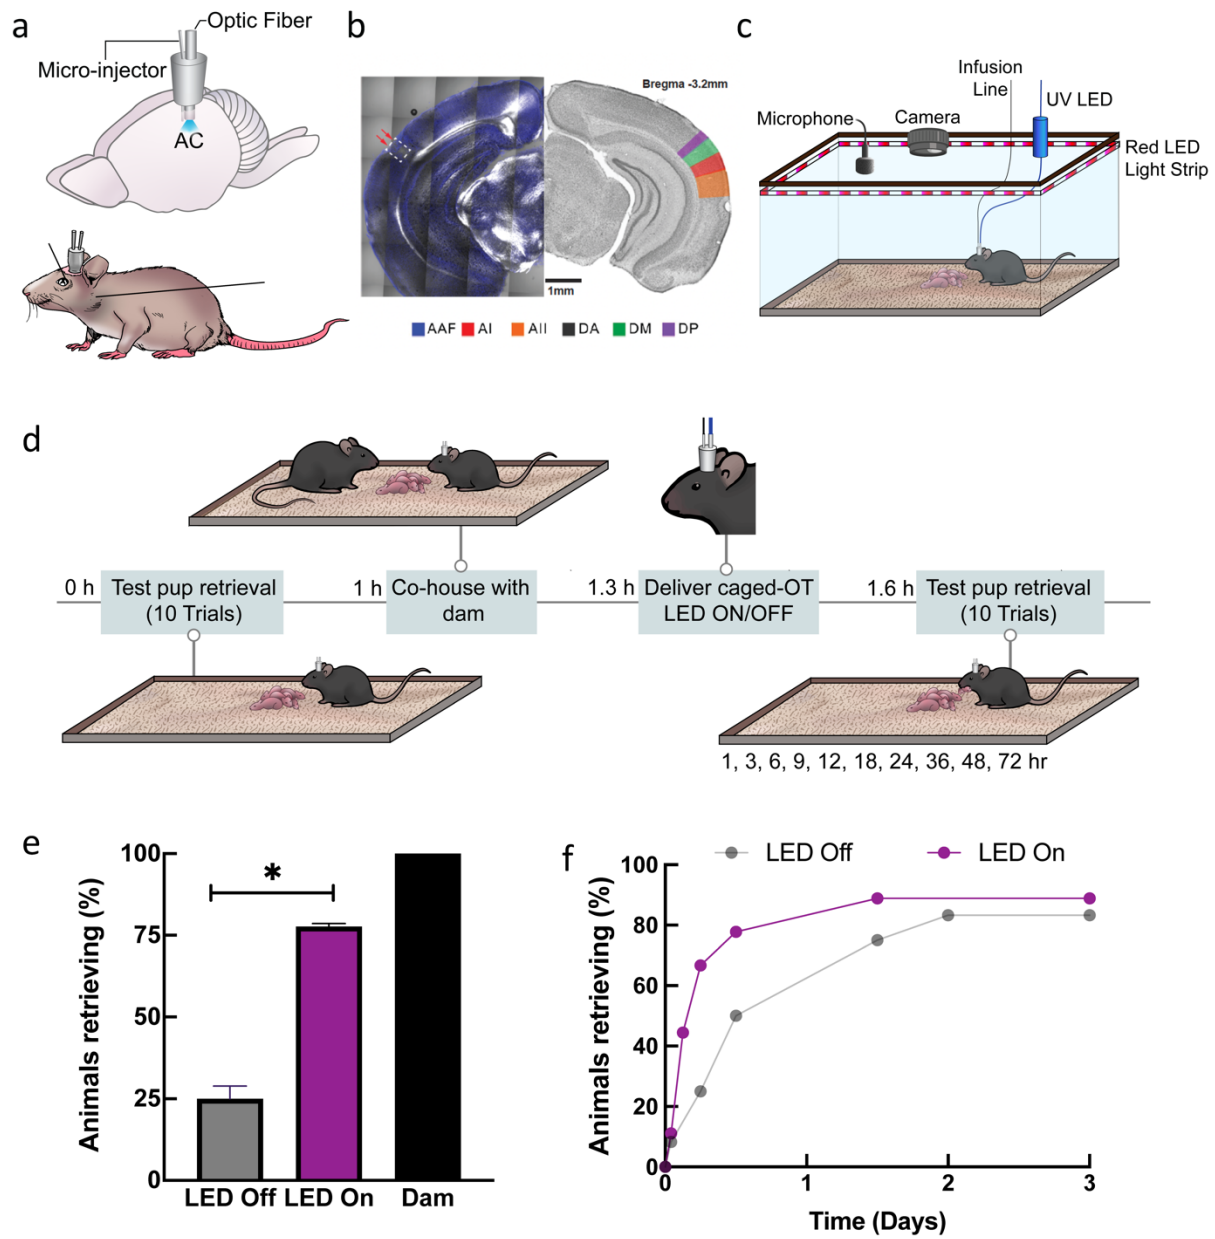 a
Optic Fiber
Micro-injector
AC
b
Bregma -3.2mm
1mm
AAF AI AII DA DM DP
c
Infusion
Line
UV LED
Microphone
Camera
Red LED
Light Strip
d
0 h
Test pup retrieval
(10 Trials)
1 h
Co-house with
dam
1.3 h
Deliver caged-OT
LED ON/OFF
1.6 h
Test pup retrieval
(10 Trials)
1, 3, 6, 9, 12, 18, 24, 36, 48, 72 hr
e
Animals retrieving (%)
100
75
50
25
0
*
LED Off LED On Dam
f
LED Off LED On
Animals retrieving (%)
100
80
60
40
20
0
0 1 2 3
Time (Days)